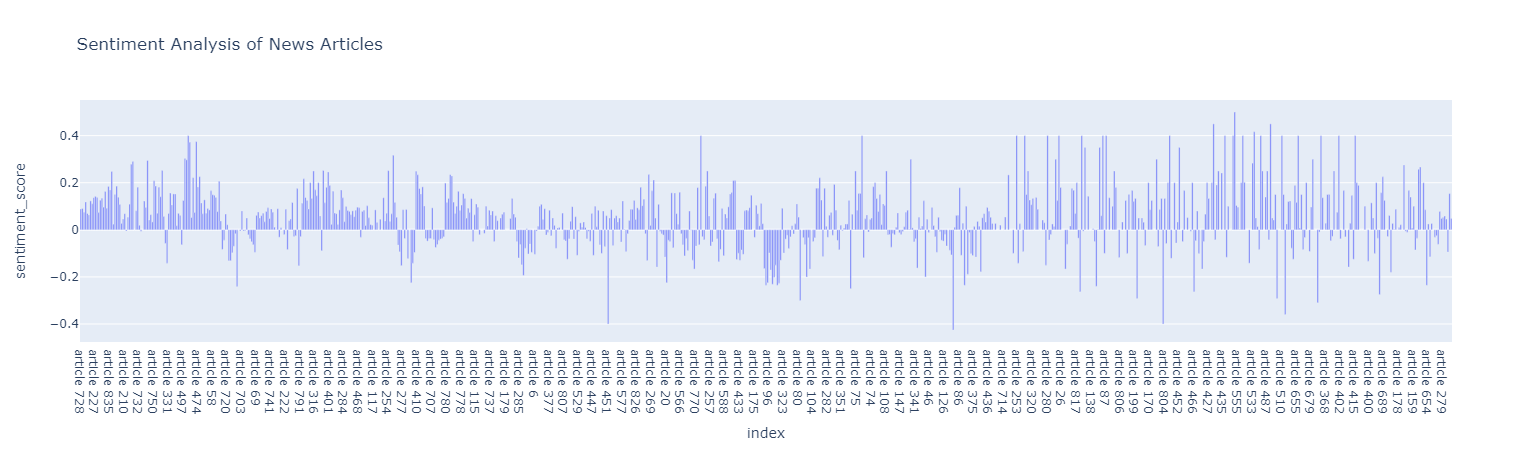 Sentiment Analysis of News Articles
sentiment_score
0.4
0.2
0
−0.2
−0.4
article 728
article 227
article 835
article 210
article 732
article 750
article 331
article 497
article 474
article 58
article 720
article 703
article 69
article 741
article 222
article 791
article 316
article 401
article 284
article 468
article 117
article 254
article 277
article 410
article 707
article 780
article 778
article 115
article 737
article 179
article 285
article 6
article 377
article 807
article 529
article 447
article 451
article 577
article 826
article 269
article 20
article 566
article 770
article 257
article 588
article 433
article 175
article 96
article 323
article 80
article 104
article 282
article 351
article 75
article 74
article 108
article 147
article 341
article 46
article 126
article 86
article 375
article 436
article 714
article 253
article 320
article 280
article 26
article 817
article 138
article 87
article 806
article 199
article 170
article 804
article 452
article 466
article 427
article 435
article 555
article 533
article 487
article 510
article 655
article 679
article 368
article 402
article 415
article 400
article 689
article 178
article 159
article 654
article 279
index